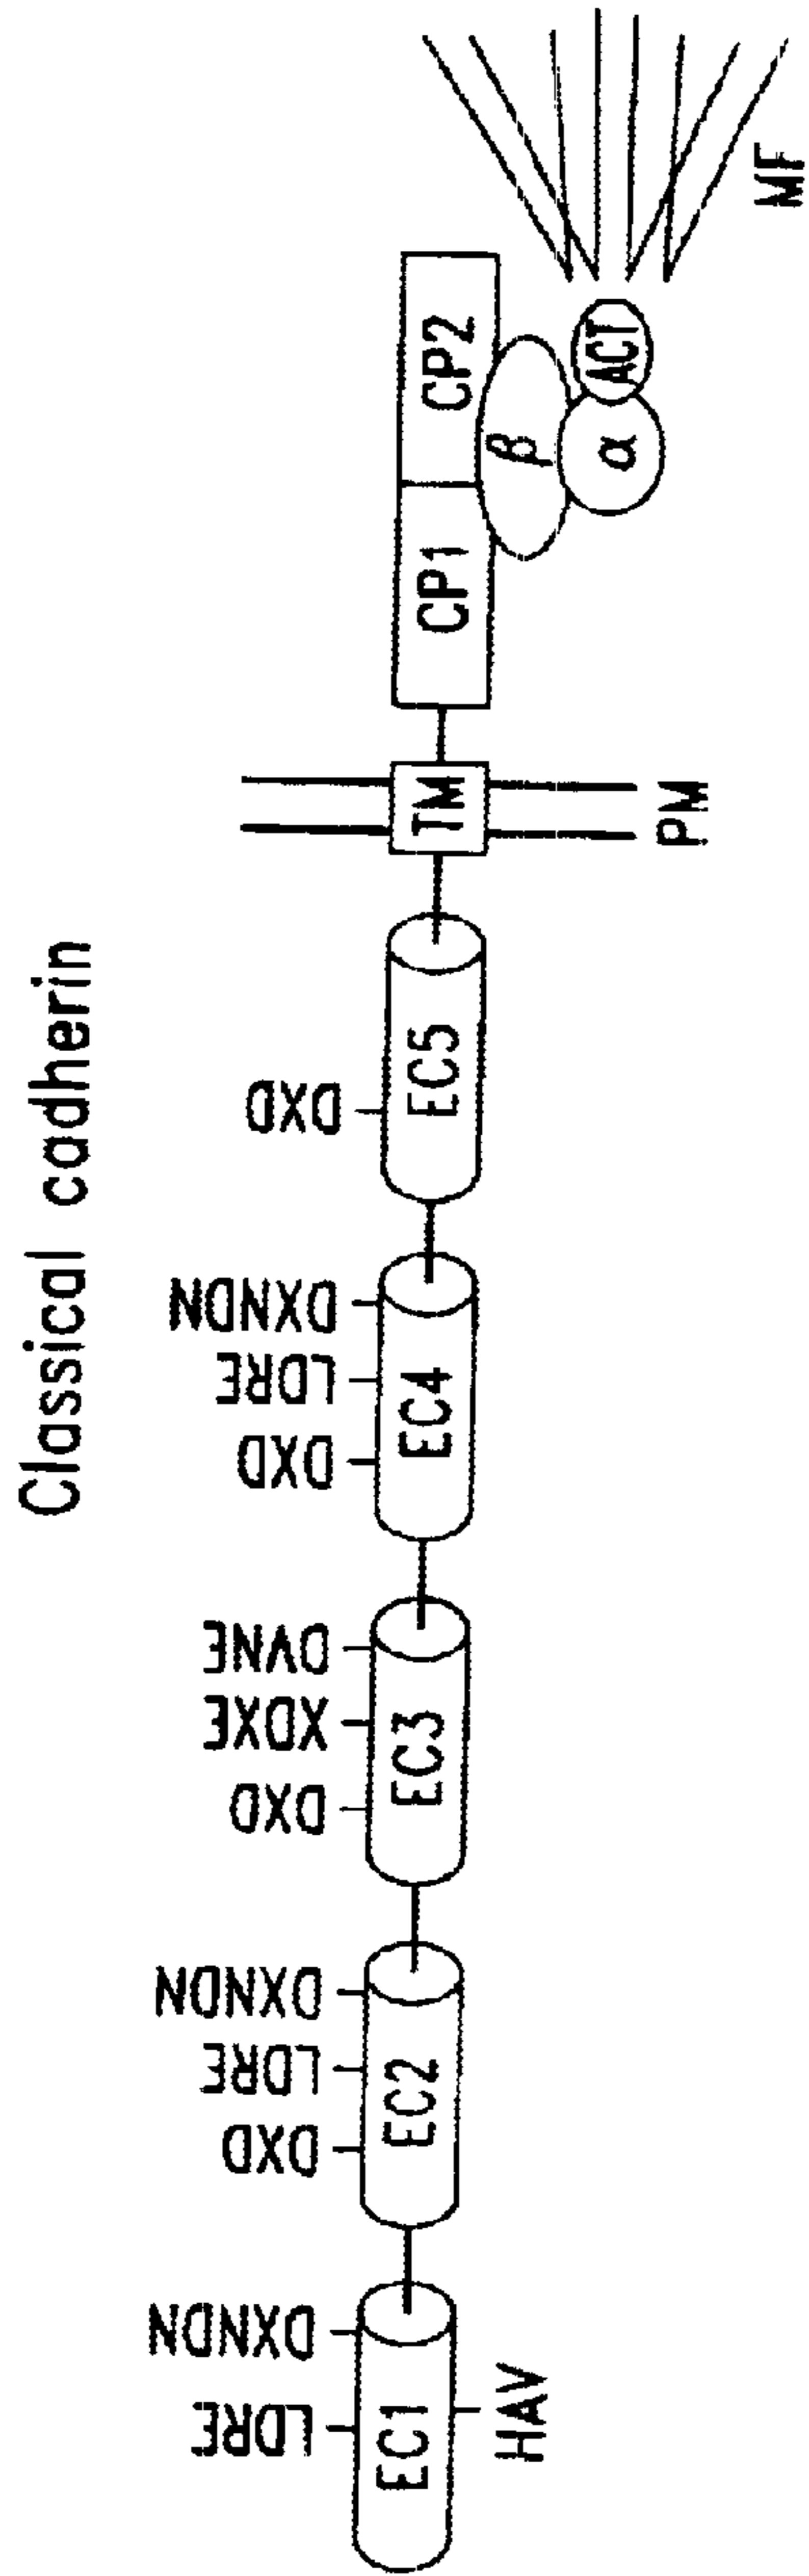 Classical cadherin
LDRE
DXNDN
DXD
LDRE
DXNDN
DXD
XDXE
DVNE
DXD
LDRE
DXNDN
DXD
EC1
EC2
EC3
EC4
EC5
TM
CP1
CP2
β
α
ACT
HAV
PM
MF